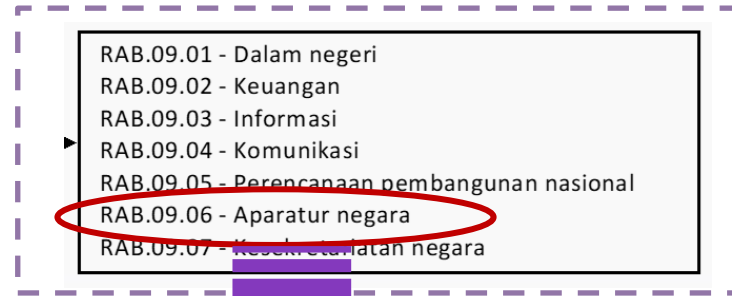 RAB.09.01 - Dalam negeri
RAB.09.02 - Keuangan
RAB.09.03 - Informasi
RAB.09.04 - Komunikasi
RAB.09.05 - Perencanaan pembangunan nasional
RAB.09.06 - Aparatur negara
RAB.09.07 - Kesekretariatan negara